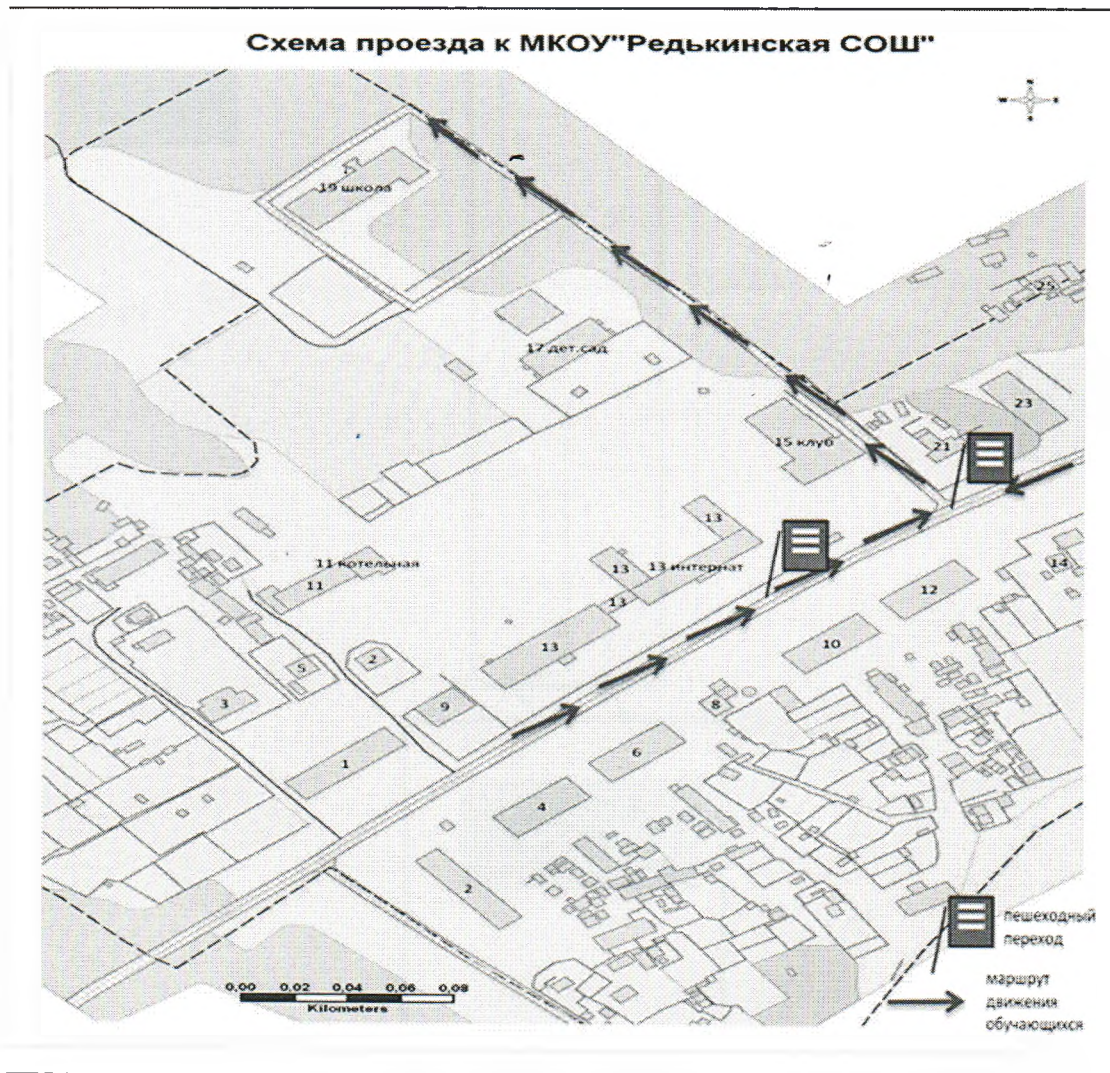 Схема проезда к МКОУ"Редькинская СОШ"
N
W E
S
19 школа
25
17 дет.сад
23
15 клуб
21
13
11 котельная
13 13 интернат
11
12
14
13
13
10
5
2
3
9
8
1
6
4
2
пешеходный
переход
0,00 0,02 0,04 0,06 0,08
Kilometers
маршрут
движения
обучающихся